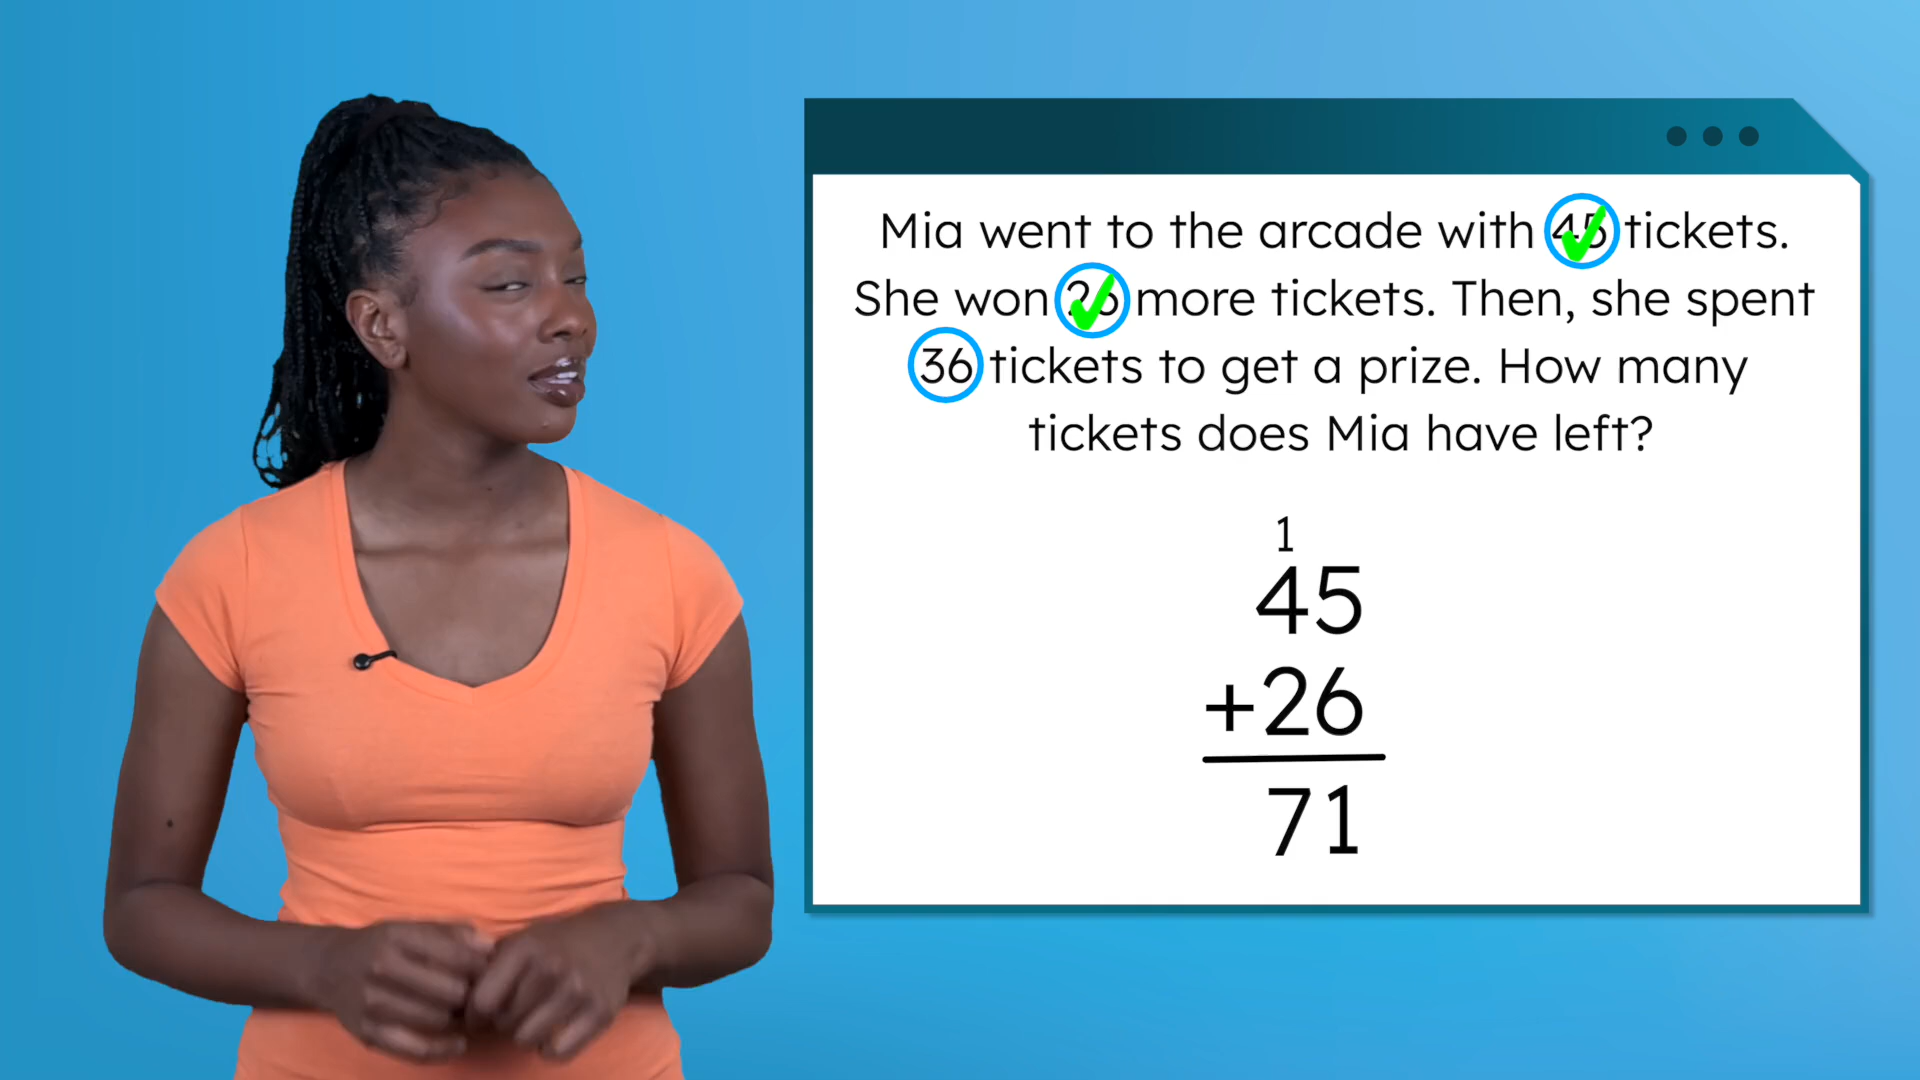 Mia went to the arcade with 45 tickets.
She won 26 more tickets. Then, she spent
36 tickets to get a prize. How many
tickets does Mia have left?
1
45
+26
71